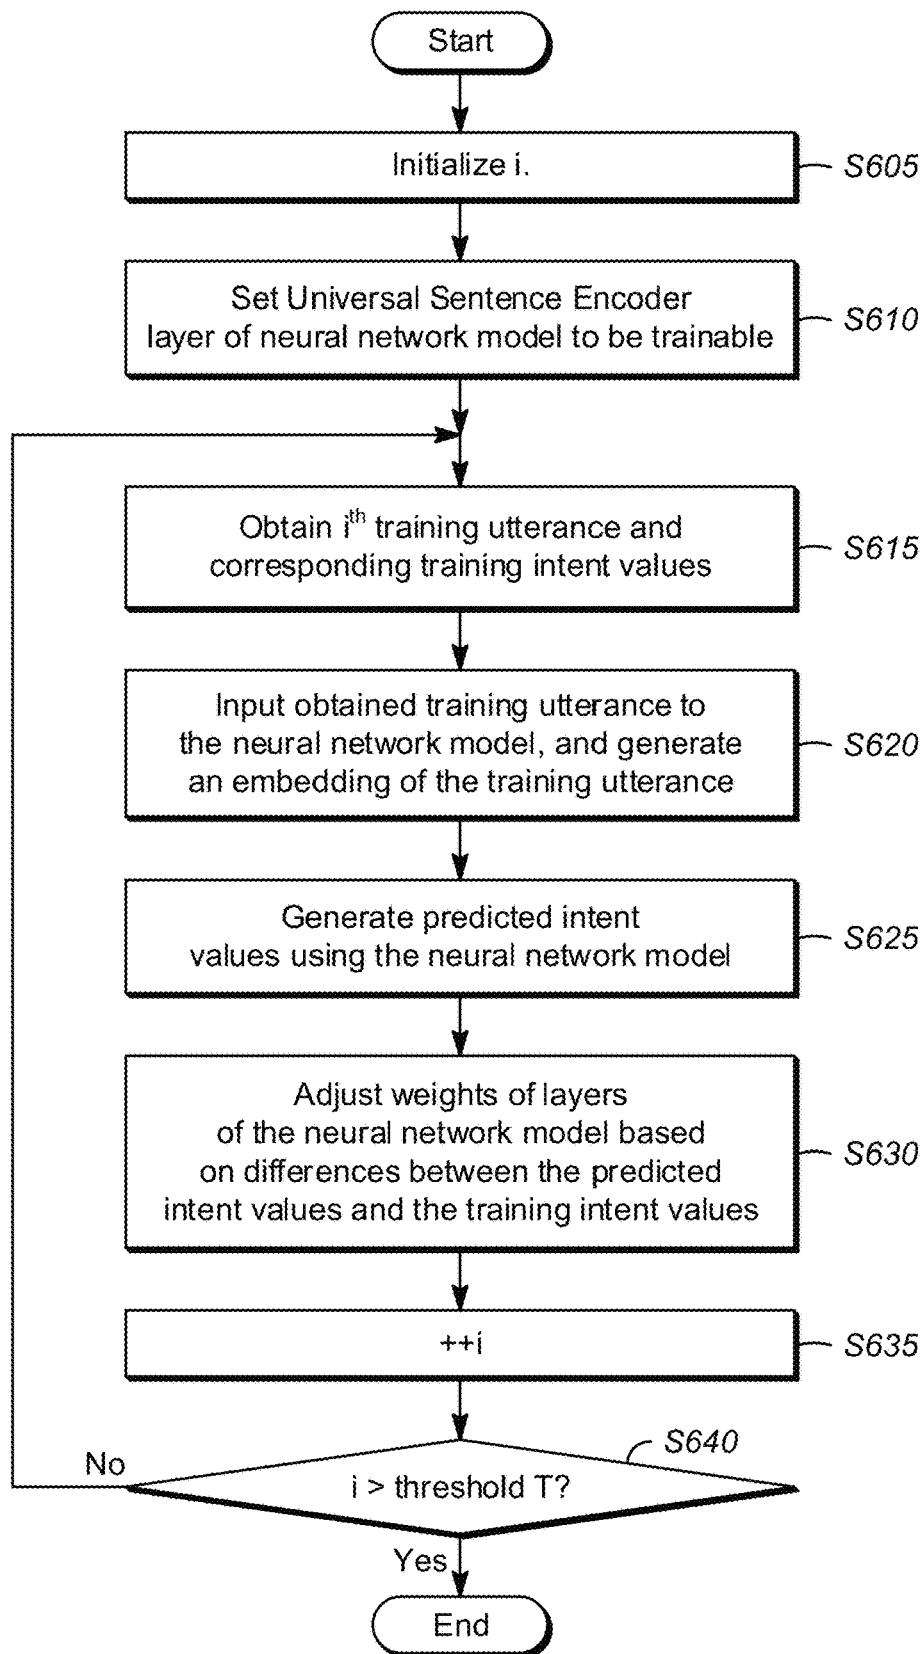 Start
Initialize i.
S605
Set Universal Sentence Encoder
layer of neural network model to be trainable
S610
Obtain ith training utterance and
corresponding training intent values
S615
Input obtained training utterance to
the neural network model, and generate
an embedding of the training utterance
S620
Generate predicted intent
values using the neural network model
S625
Adjust weights of layers
of the neural network model based
on differences between the predicted
intent values and the training intent values
S630
++i
S635
S640
No
i > threshold T?
Yes
End